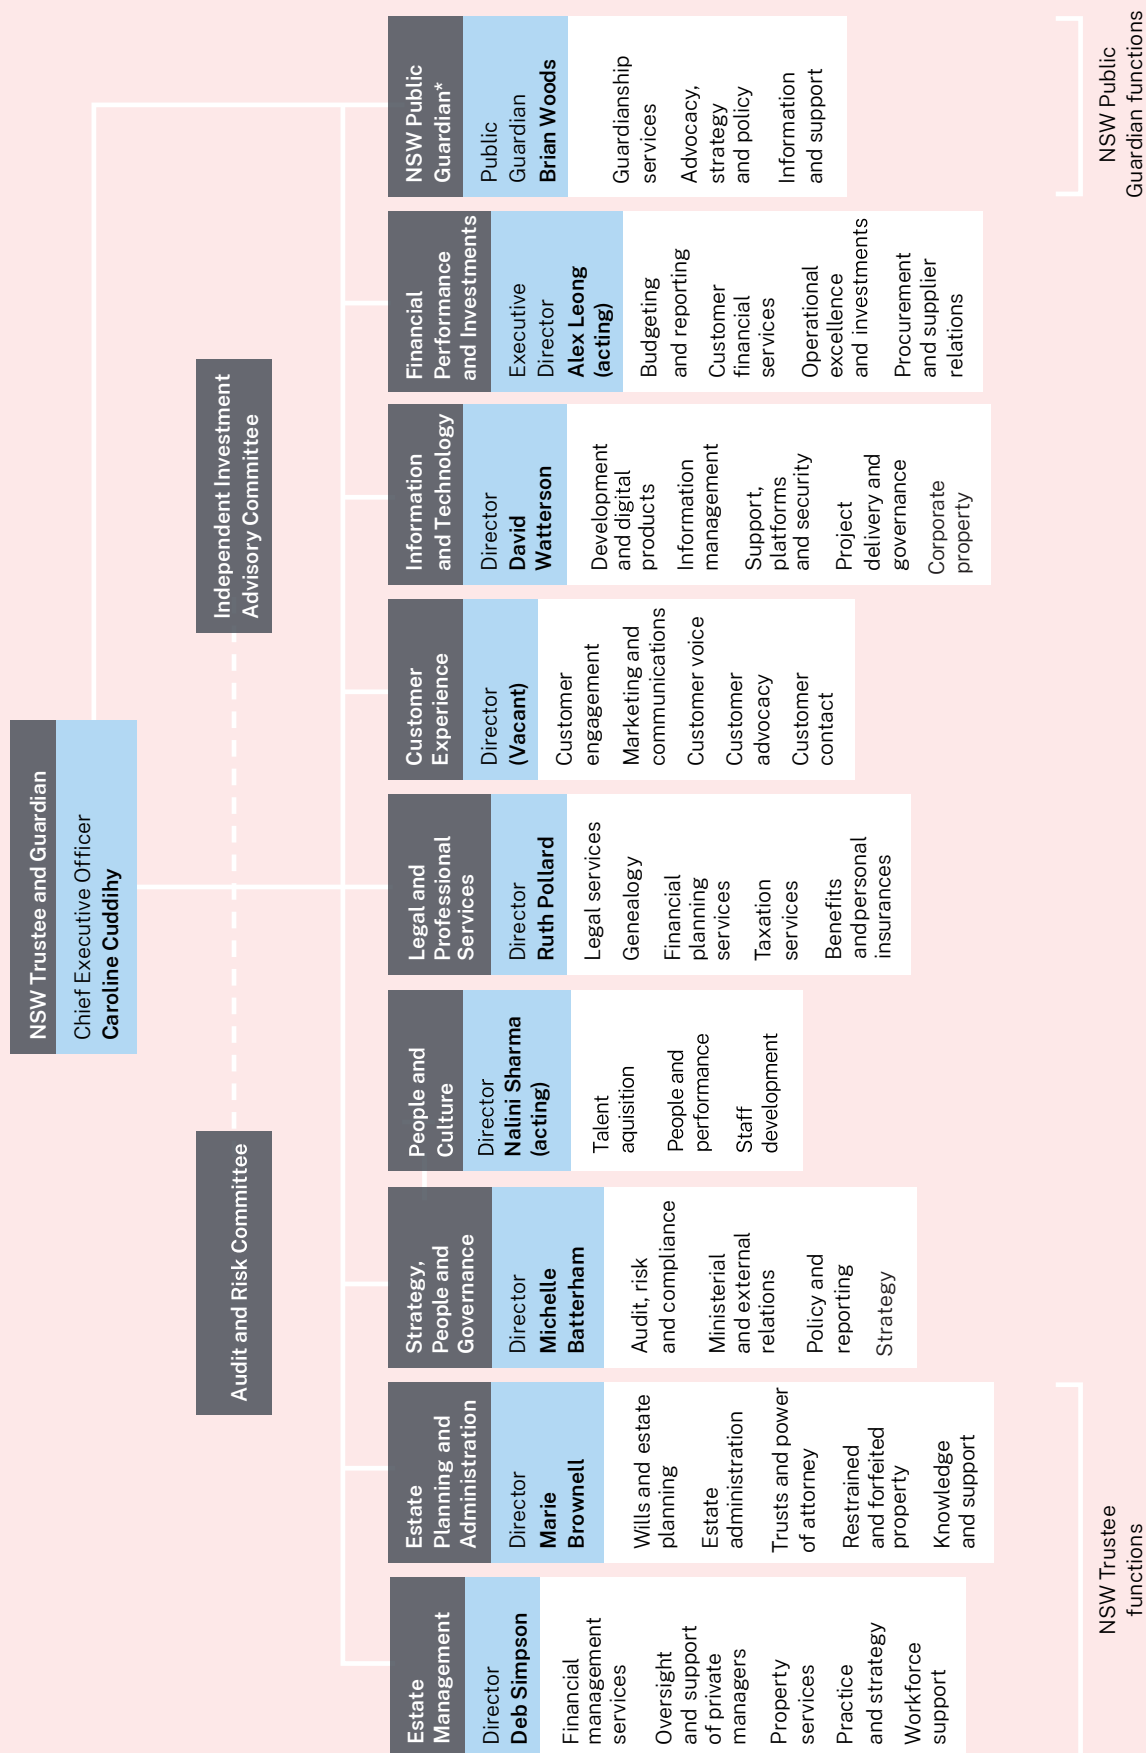 NSW Trustee and Guardian
Chief Executive Officer
Caroline Cuddihy
Audit and Risk Committee
Independent Investment
Advisory Committee
Estate
Management
Director
Deb Simpson
Financial
management
services
Oversight
and support
of private
managers
Property
services
Practice
and strategy
Workforce
support
Estate
Planning and
Administration
Director
Marie
Brownell
Wills and estate
planning
Estate
administration
Trusts and power
of attorney
Restrained
and forfeited
property
Knowledge
and support
Strategy,
People and
Governance
Director
Michelle
Batterham
Audit, risk
and compliance
Ministerial
and external
relations
Policy and
reporting
Strategy
People and
Culture
Director
Nalini Sharma
(acting)
Talent
aquisition
People and
performance
Staff
development
Legal and
Professional
Services
Director
Ruth Pollard
Legal services
Genealogy
Financial
planning
services
Taxation
services
Benefits
andpersonal
insurances
Customer
Experience
Director
(Vacant)
Customer
engagement
Marketing and
communications
Customer voice
Customer
advocacy
Customer
contact
Information
and Technology
Director
David
Watterson
Development
and digital
products
Information
management
Support,
platforms
and security
Project
delivery and
governance
Corporate
property
Financial
Performance
and Investments
Executive
Director
Alex Leong
(acting)
Budgeting
and reporting
Customer
financial
services
Operational
excellence
and investments
Procurement
and supplier
relations
NSW Public
Guardian*
Public
Guardian
Brian Woods
Guardianship
services
Advocacy,
strategy
and policy
Information
and support
NSW Trustee
functions
NSW Public
Guardian functions